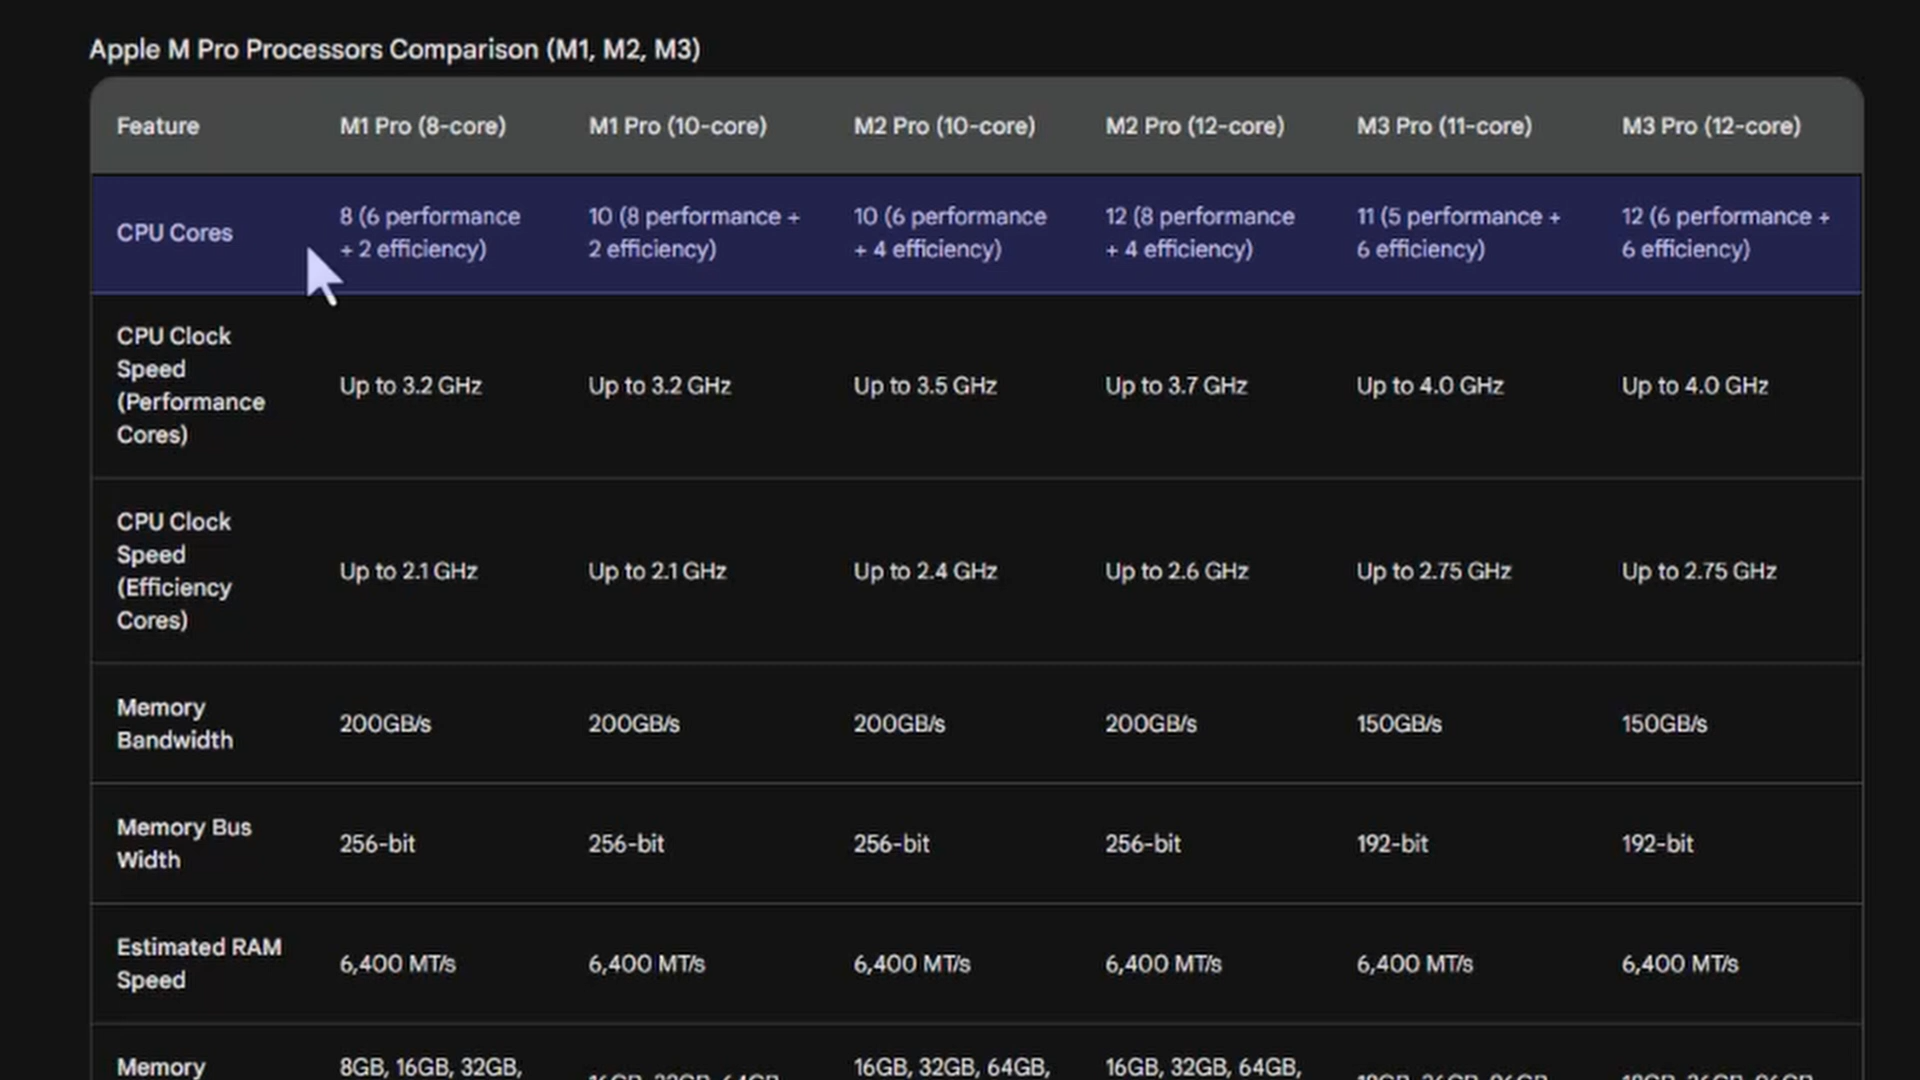 Apple M Pro Processors Comparison (M1, M2, M3)
Feature
M1 Pro (8-core)
M1 Pro (10-core)
M2 Pro (10-core)
M2 Pro (12-core)
M3 Pro (11-core)
M3 Pro (12-core)
CPU Cores
8 (6 performance
+ 2 efficiency)
10 (8 performance +
2 efficiency)
10 (6 performance
+ 4 efficiency)
12 (8 performance
+ 4 efficiency)
11 (5 performance +
6 efficiency)
12 (6 performance +
6 efficiency)
CPU Clock
Speed
(Performance
Cores)
Up to 3.2 GHz
Up to 3.2 GHz
Up to 3.5 GHz
Up to 3.7 GHz
Up to 4.0 GHz
Up to 4.0 GHz
CPU Clock
Speed
(Efficiency
Cores)
Up to 2.1 GHz
Up to 2.1 GHz
Up to 2.4 GHz
Up to 2.6 GHz
Up to 2.75 GHz
Up to 2.75 GHz
Memory
Bandwidth
200GB/s
200GB/s
200GB/s
200GB/s
150GB/s
150GB/s
Memory Bus
Width
256-bit
256-bit
256-bit
256-bit
192-bit
192-bit
Estimated RAM
Speed
6,400 MT/s
6,400 MT/s
6,400 MT/s
6,400 MT/s
6,400 MT/s
6,400 MT/s
Memory
8GB, 16GB, 32GB,
16GB, 32GB, 64GB,
16GB, 32GB, 64GB,